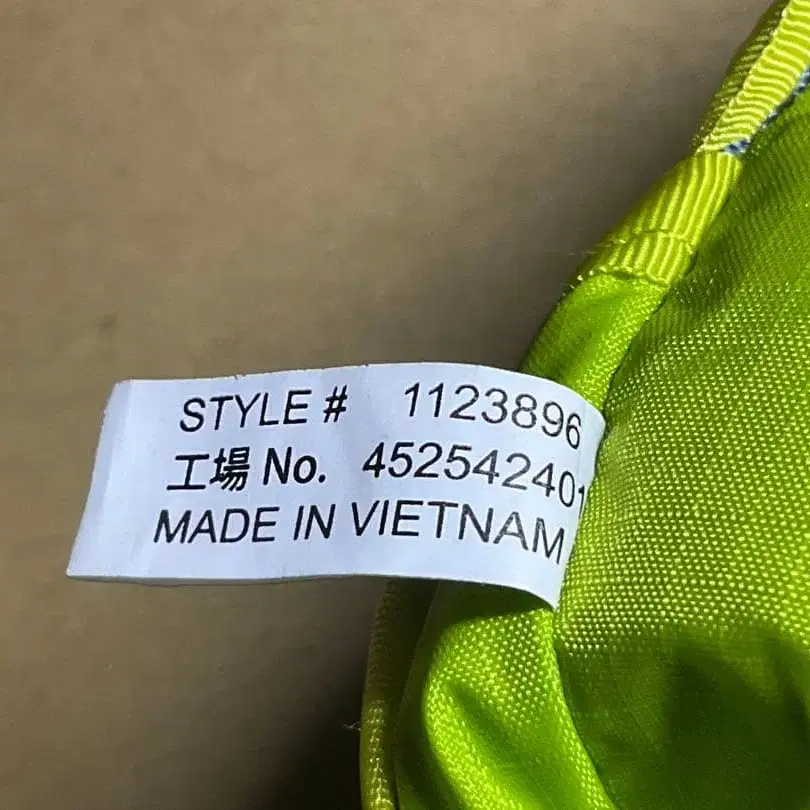 STYLE # 1123896
工場 No. 452542401
MADE IN VIETNAM